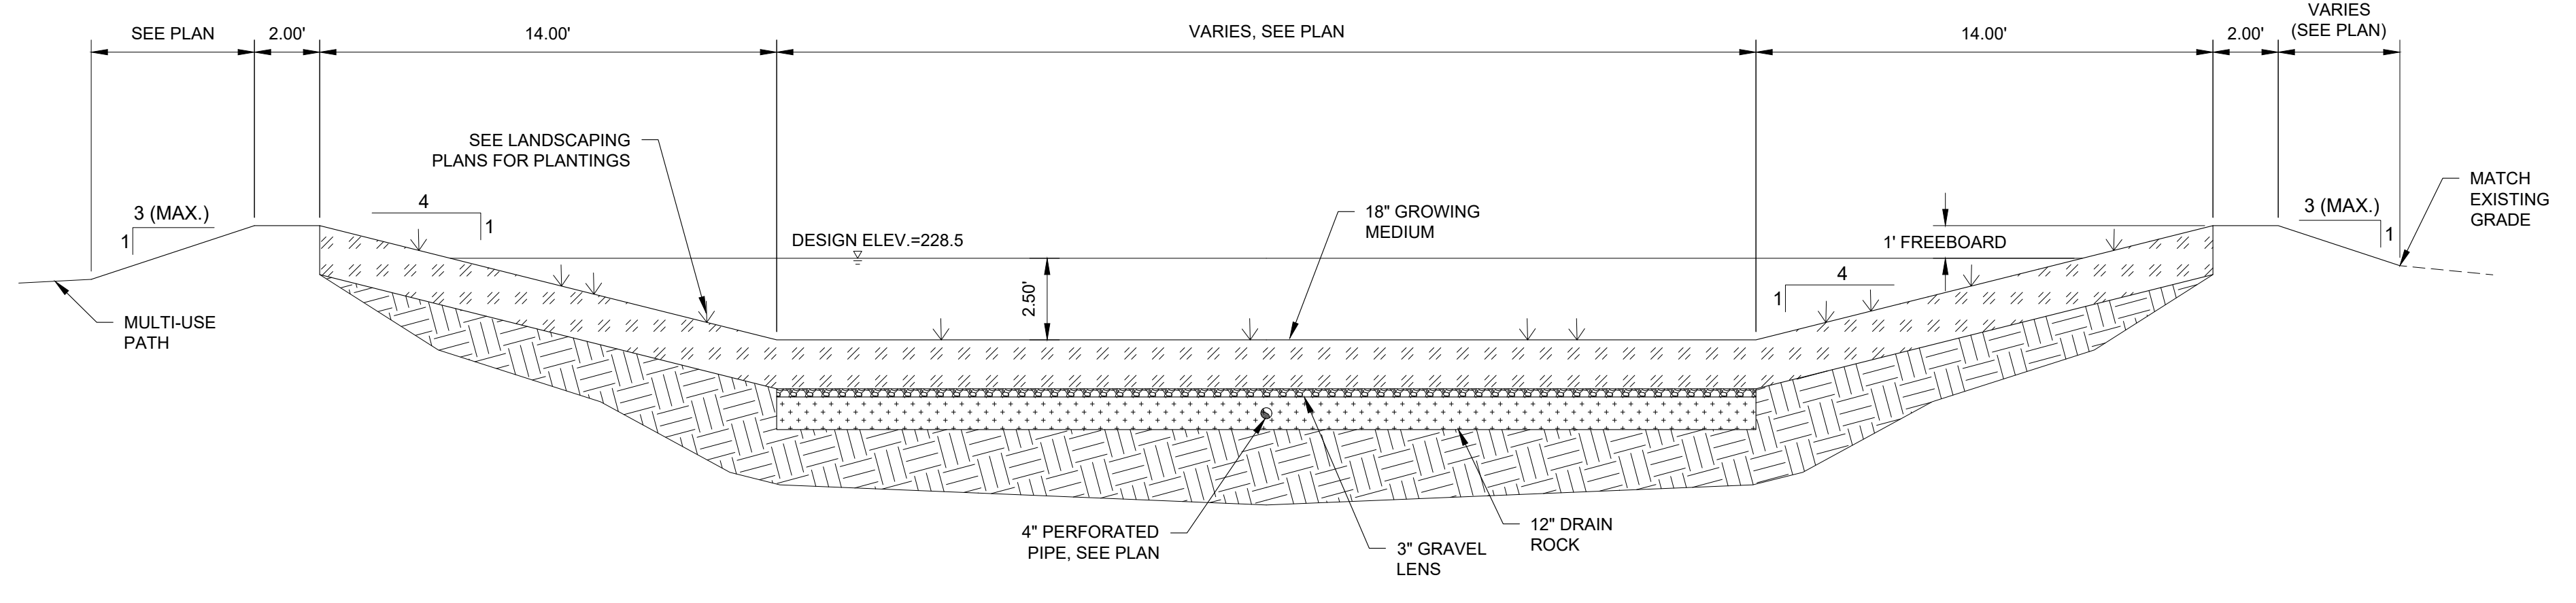 VARIES
(SEE PLAN)
SEE PLAN
2.00'
14.00'
VARIES, SEE PLAN
14.00'
2.00'
SEE LANDSCAPING
PLANS FOR PLANTINGS
MATCH
EXISTING
GRADE
3 (MAX.)
1
4
1
18" GROWING
MEDIUM
3 (MAX.)
1
DESIGN ELEV.=228.5
1' FREEBOARD
2.50'
4
1
MULTI-USE
PATH
4" PERFORATED
PIPE, SEE PLAN
12" DRAIN
ROCK
3" GRAVEL
LENS